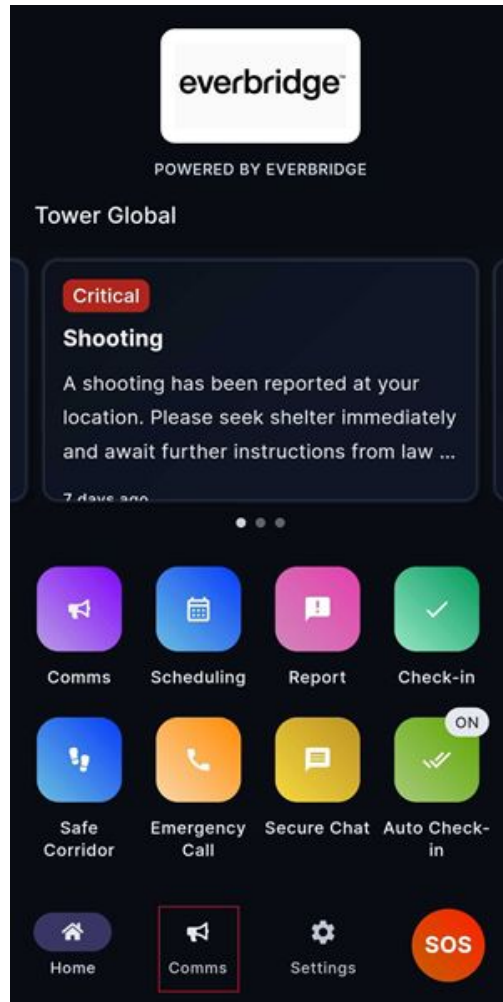 everbridge™
POWERED BY EVERBRIDGE
Tower Global
Critical
Shooting
A shooting has been reported at your
location. Please seek shelter immediately
and await further instructions from law ...
7 days ago
Comms
Scheduling
Report
Check-in
ON
Safe
Corridor
Emergency
Call
Secure Chat
Auto Check-
in
Home
Comms
Settings
SOS